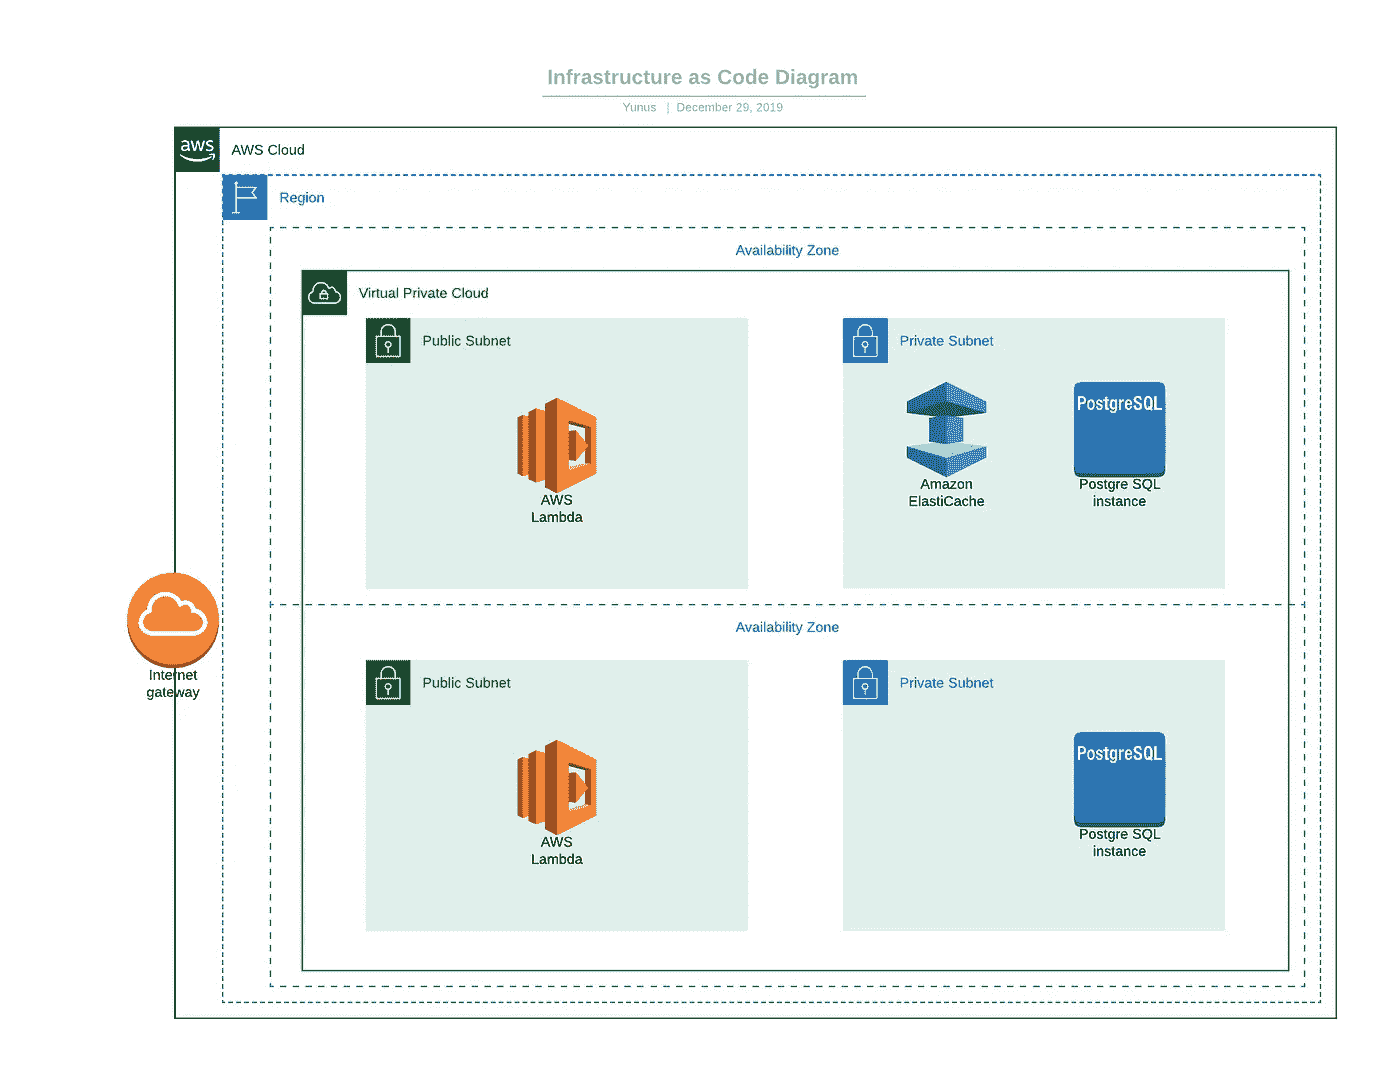 Infrastructure as Code Diagram
Yunus | December 29, 2019
aws
AWS Cloud
Region
Availability Zone
Virtual Private Cloud
Public Subnet
Private Subnet
PostgreSQL
AWS
Lambda
Amazon
ElastiCache
Postgre SQL
instance
Internet
gateway
Availability Zone
Public Subnet
Private Subnet
PostgreSQL
AWS
Lambda
Postgre SQL
instance